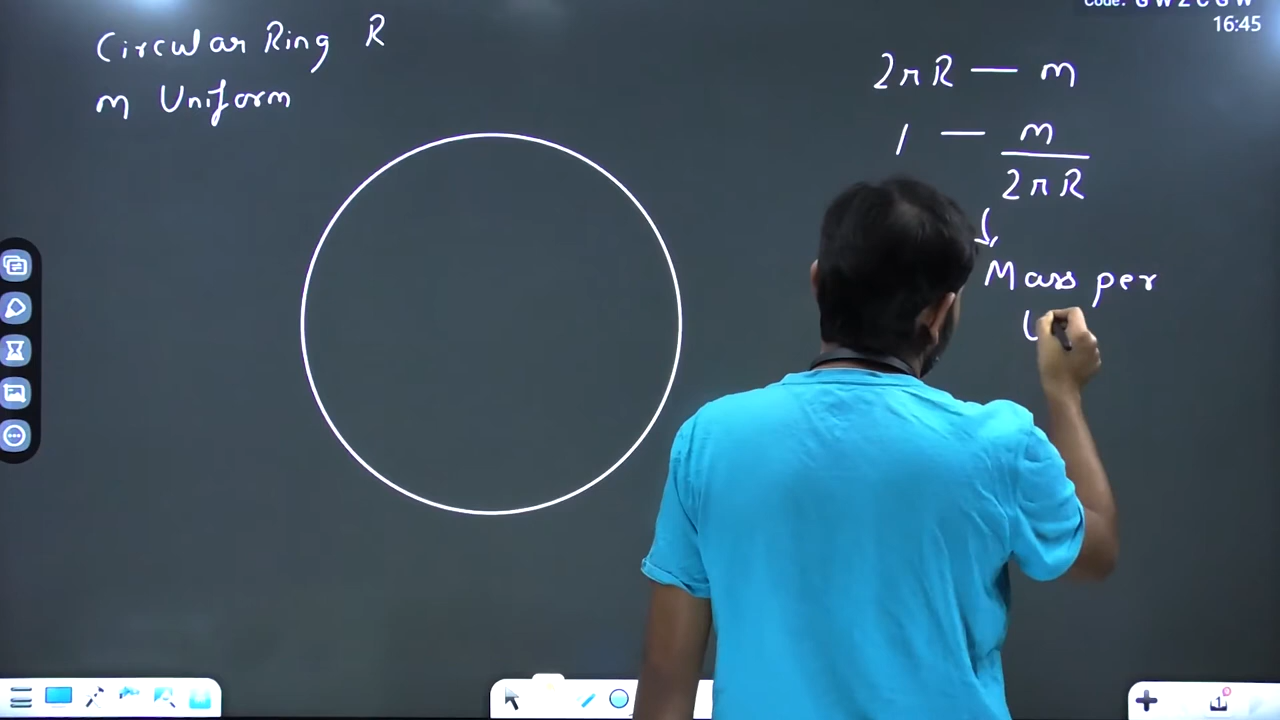 Circular Ring R
m Uniform
2πR — m
1 — m
2πR
↓
Mass per
U
16:45